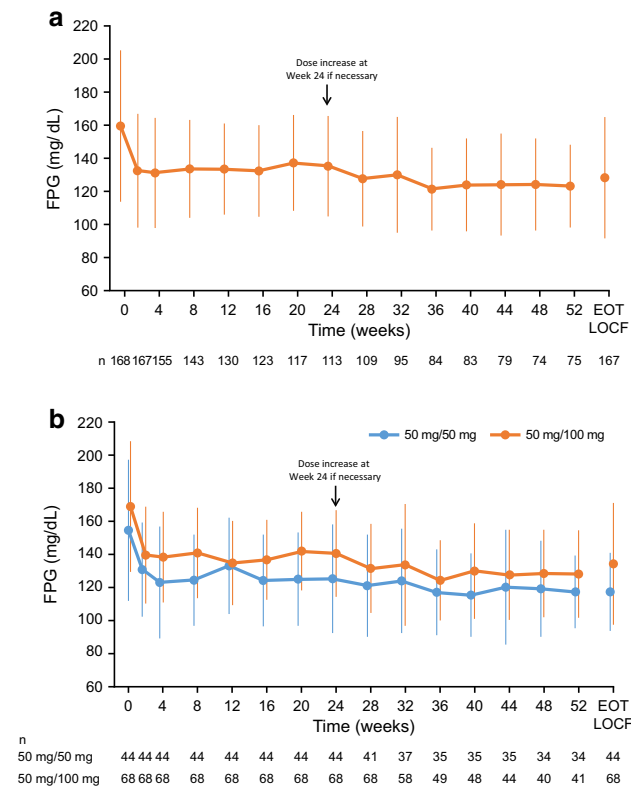 a
220
200
180
160
140
120
100
80
60
FPG (mg/ dL)
Dose increase at
Week 24 if necessary
0 4 8 12 16 20 24 28 32 36 40 44 48 52 EOT
LOCF
Time (weeks)
n 168 167 155 143 130 123 117 113 109 95 84 83 79 74 75 167
b
220
200
180
160
140
120
100
80
60
FPG (mg/dL)
50 mg/50 mg 50 mg/100 mg
Dose increase at
Week 24 if necessary
0 4 8 12 16 20 24 28 32 36 40 44 48 52 EOT
LOCF
Time (weeks)
n
50 mg/50 mg 44 44 44 44 44 44 44 44 41 37 35 35 35 34 34 44
50 mg/100 mg 68 68 68 68 68 68 68 68 68 58 49 48 44 40 41 68